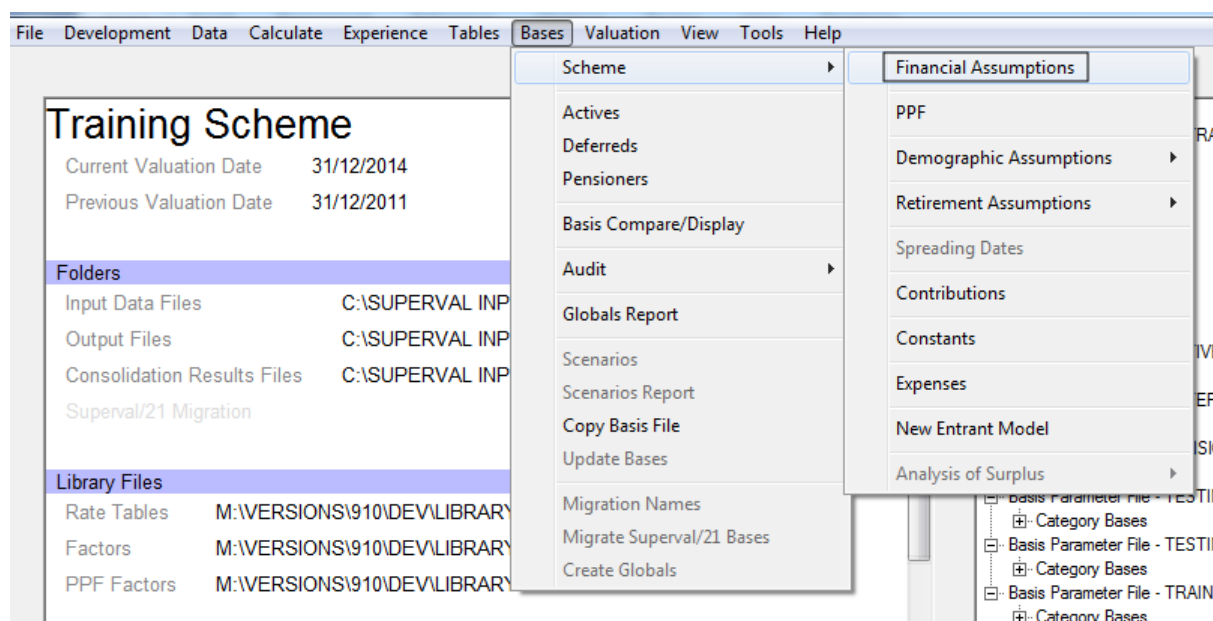 File Development Data Calculate Experience Tables Bases Valuation View Tools Help
Training Scheme
Current Valuation Date 31/12/2014
Previous Valuation Date 31/12/2011
Folders
Input Data Files C:\SUPERVAL INP
Output Files C:\SUPERVAL INP
Consolidation Results Files C:\SUPERVAL INP
Superval/21 Migration
Library Files
Rate Tables M:\VERSIONS\910\DEV\LIBRARY
Factors M:\VERSIONS\910\DEV\LIBRARY
PPF Factors M:\VERSIONS\910\DEV\LIBRARY
Scheme
Actives
Deferreds
Pensioners
Basis Compare/Display
Audit
Globals Report
Scenarios
Scenarios Report
Copy Basis File
Update Bases
Migration Names
Migrate Superval/21 Bases
Create Globals
Financial Assumptions
PPF
Demographic Assumptions
Retirement Assumptions
Spreading Dates
Contributions
Constants
Expenses
New Entrant Model
Analysis of Surplus
Basis Parameter File - TESTI
Category Bases
Basis Parameter File - TESTI
Category Bases
Basis Parameter File - TRAIN
Category Bases